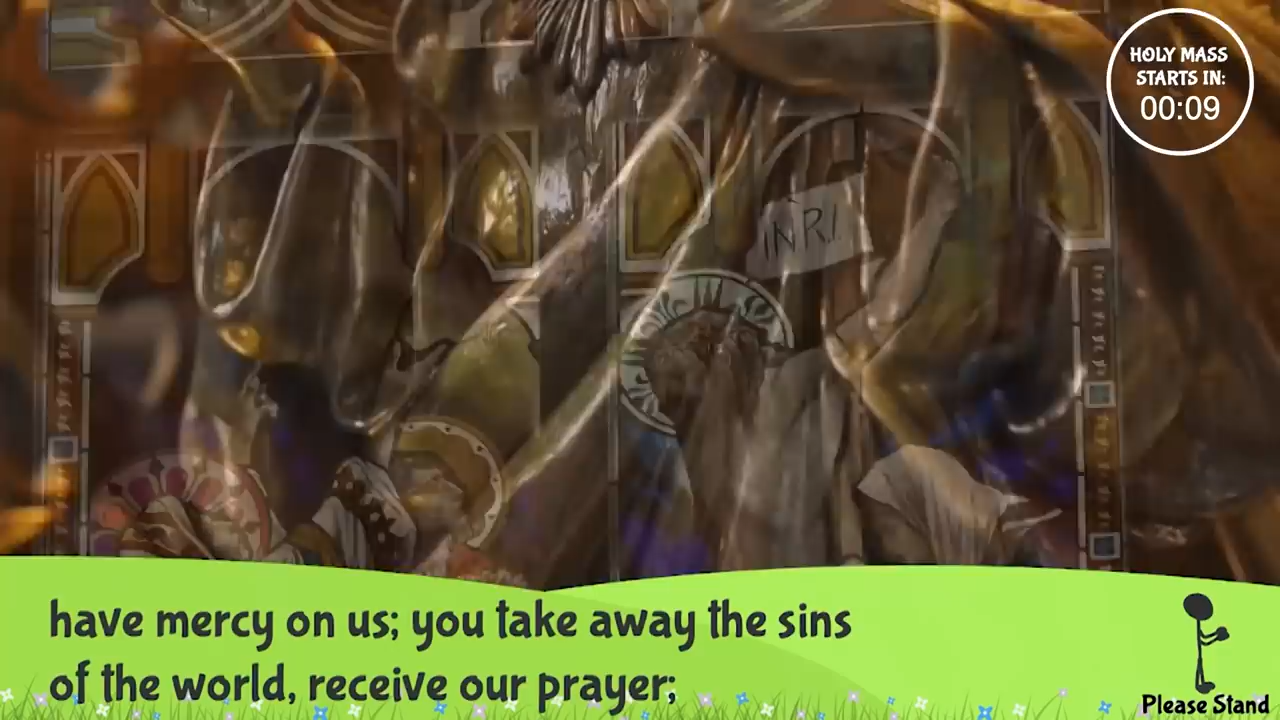 HOLY MASS
STARTS IN:
00:09
INRI
have mercy on us; you take away the sins
of the world, receive our prayer;
Please Stand